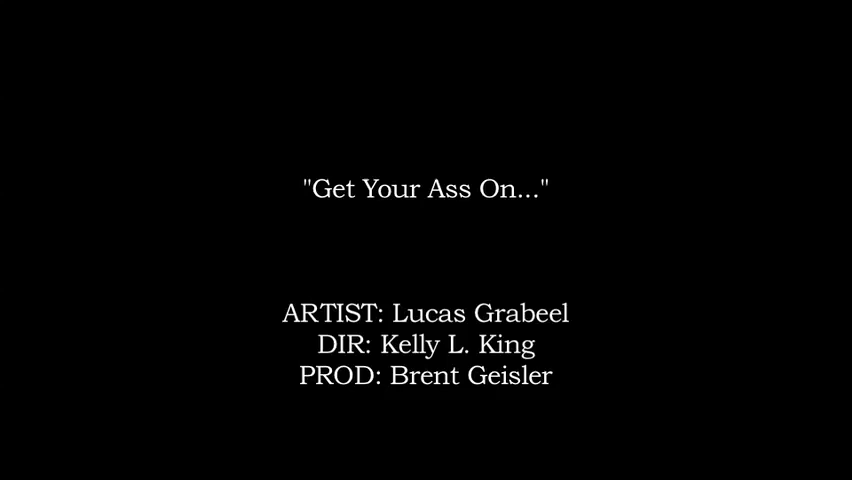 "Get Your Ass On..."
ARTIST: Lucas Grabeel
DIR: Kelly L. King
PROD: Brent Geisler